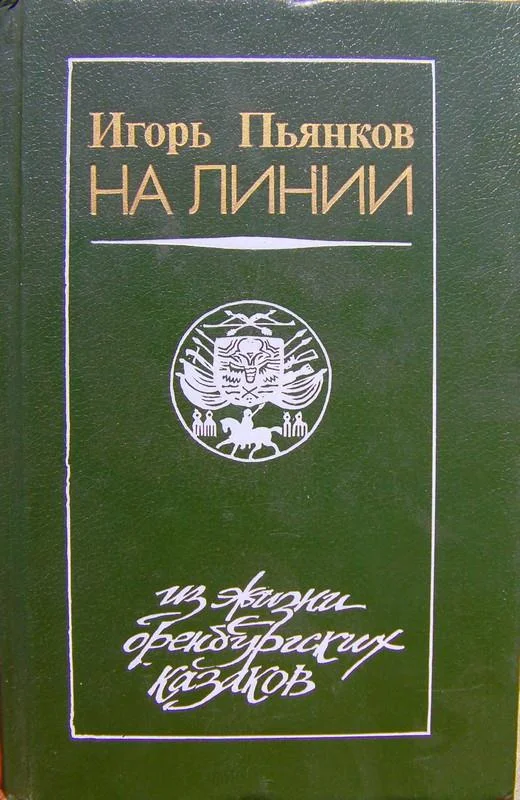 Игорь Пьянков
НА ЛИНИИ
из жизни
оренбургских
казаков